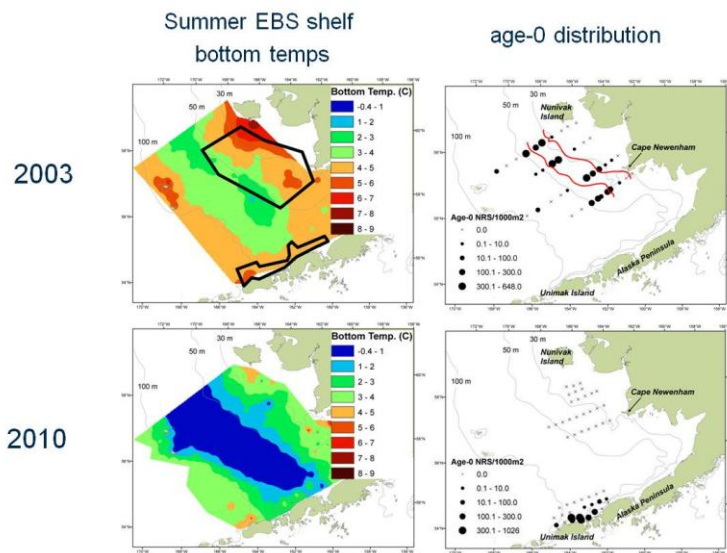 Summer EBS shelf
bottom temps
age-0 distribution
2003
30 m
50 m
100 m
Bottom Temp. (C)
-0.4 - 1
1 - 2
2 - 3
3 - 4
4 - 5
5 - 6
6 - 7
7 - 8
8 - 9
30 m
50 m
100 m
Nunivak
Island
Cape Newenham
Age-0 NRS/1000m2
0.0
0.1 - 10.0
10.1 - 100.0
100.1 - 300.0
300.1 - 648.0
Alaska Peninsula
Unimak Island
2010
30 m
50 m
100 m
Bottom Temp. (C)
-0.4 - 1
1 - 2
2 - 3
3 - 4
4 - 5
5 - 6
6 - 7
7 - 8
8 - 9
30 m
50 m
100 m
Nunivak
Island
Cape Newenham
Age-0 NRS/1000m2
0.0
0.1 - 10.0
10.1 - 100.0
100.1 - 300.0
300.1 - 1026
Alaska Peninsula
Unimak Island